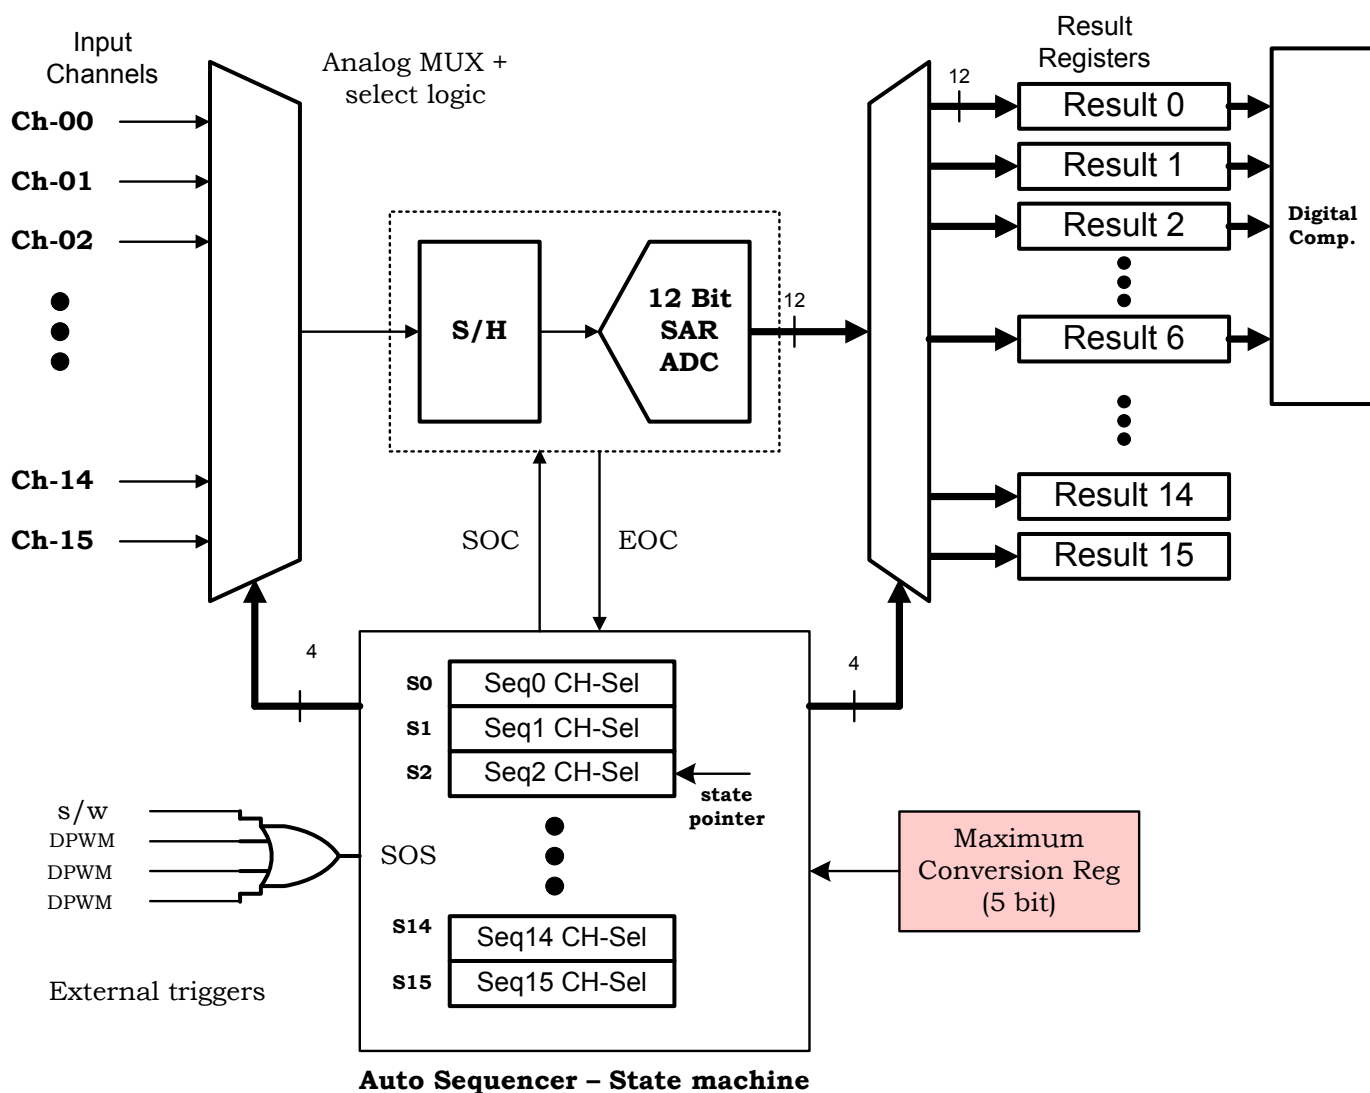 Input
Channels
Analog MUX +
select logic
Result
Registers
Ch-00
Ch-01
Ch-02
Ch-14
Ch-15
S/H
12 Bit
SAR
ADC
12
12
Result 0
Result 1
Result 2
Result 6
Result 14
Result 15
Digital
Comp.
SOC
EOC
4
4
S0
Seq0 CH-Sel
S1
Seq1 CH-Sel
S2
Seq2 CH-Sel
state
pointer
s/w
DPWM
DPWM
DPWM
SOS
S14
Seq14 CH-Sel
S15
Seq15 CH-Sel
Maximum
Conversion Reg
(5 bit)
External triggers
Auto Sequencer – State machine